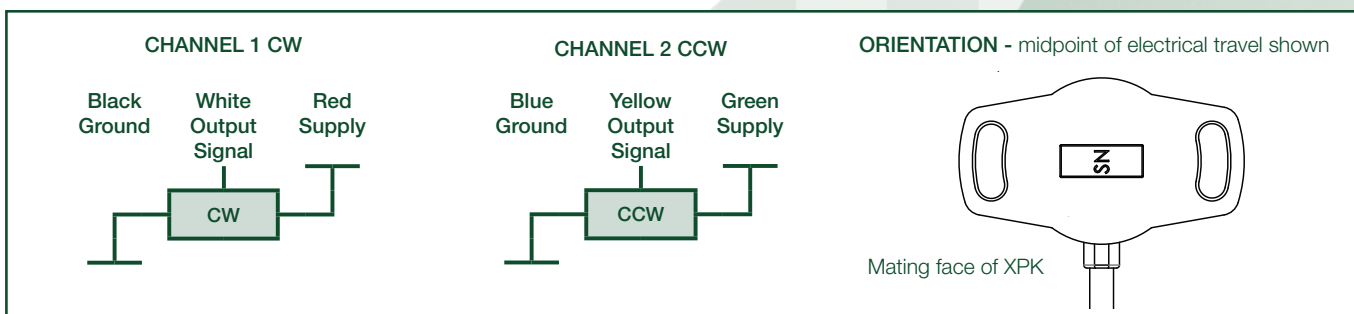 CHANNEL 1 CW
Black
Ground
White
Output
Signal
Red
Supply
CW
CHANNEL 2 CCW
Blue
Ground
Yellow
Output
Signal
Green
Supply
CCW
ORIENTATION - midpoint of electrical travel shown
SN
Mating face of XPK